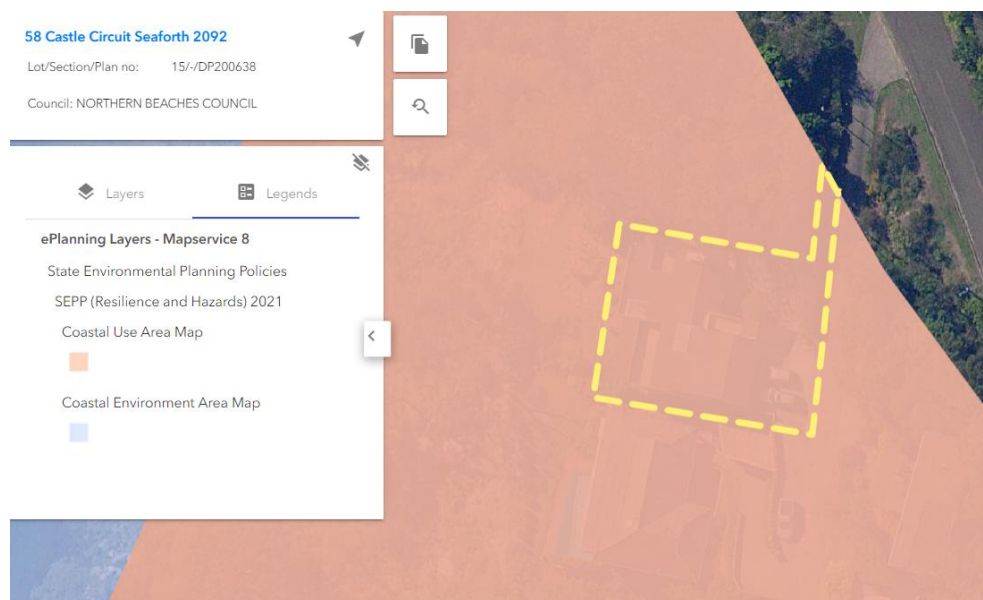 58 Castle Circuit Seaforth 2092
Lot/Section/Plan no: 15/-/DP200638
Council: NORTHERN BEACHES COUNCIL
Layers Legends
ePlanning Layers - Mapservice 8
State Environmental Planning Policies
SEPP (Resilience and Hazards) 2021
Coastal Use Area Map
Coastal Environment Area Map